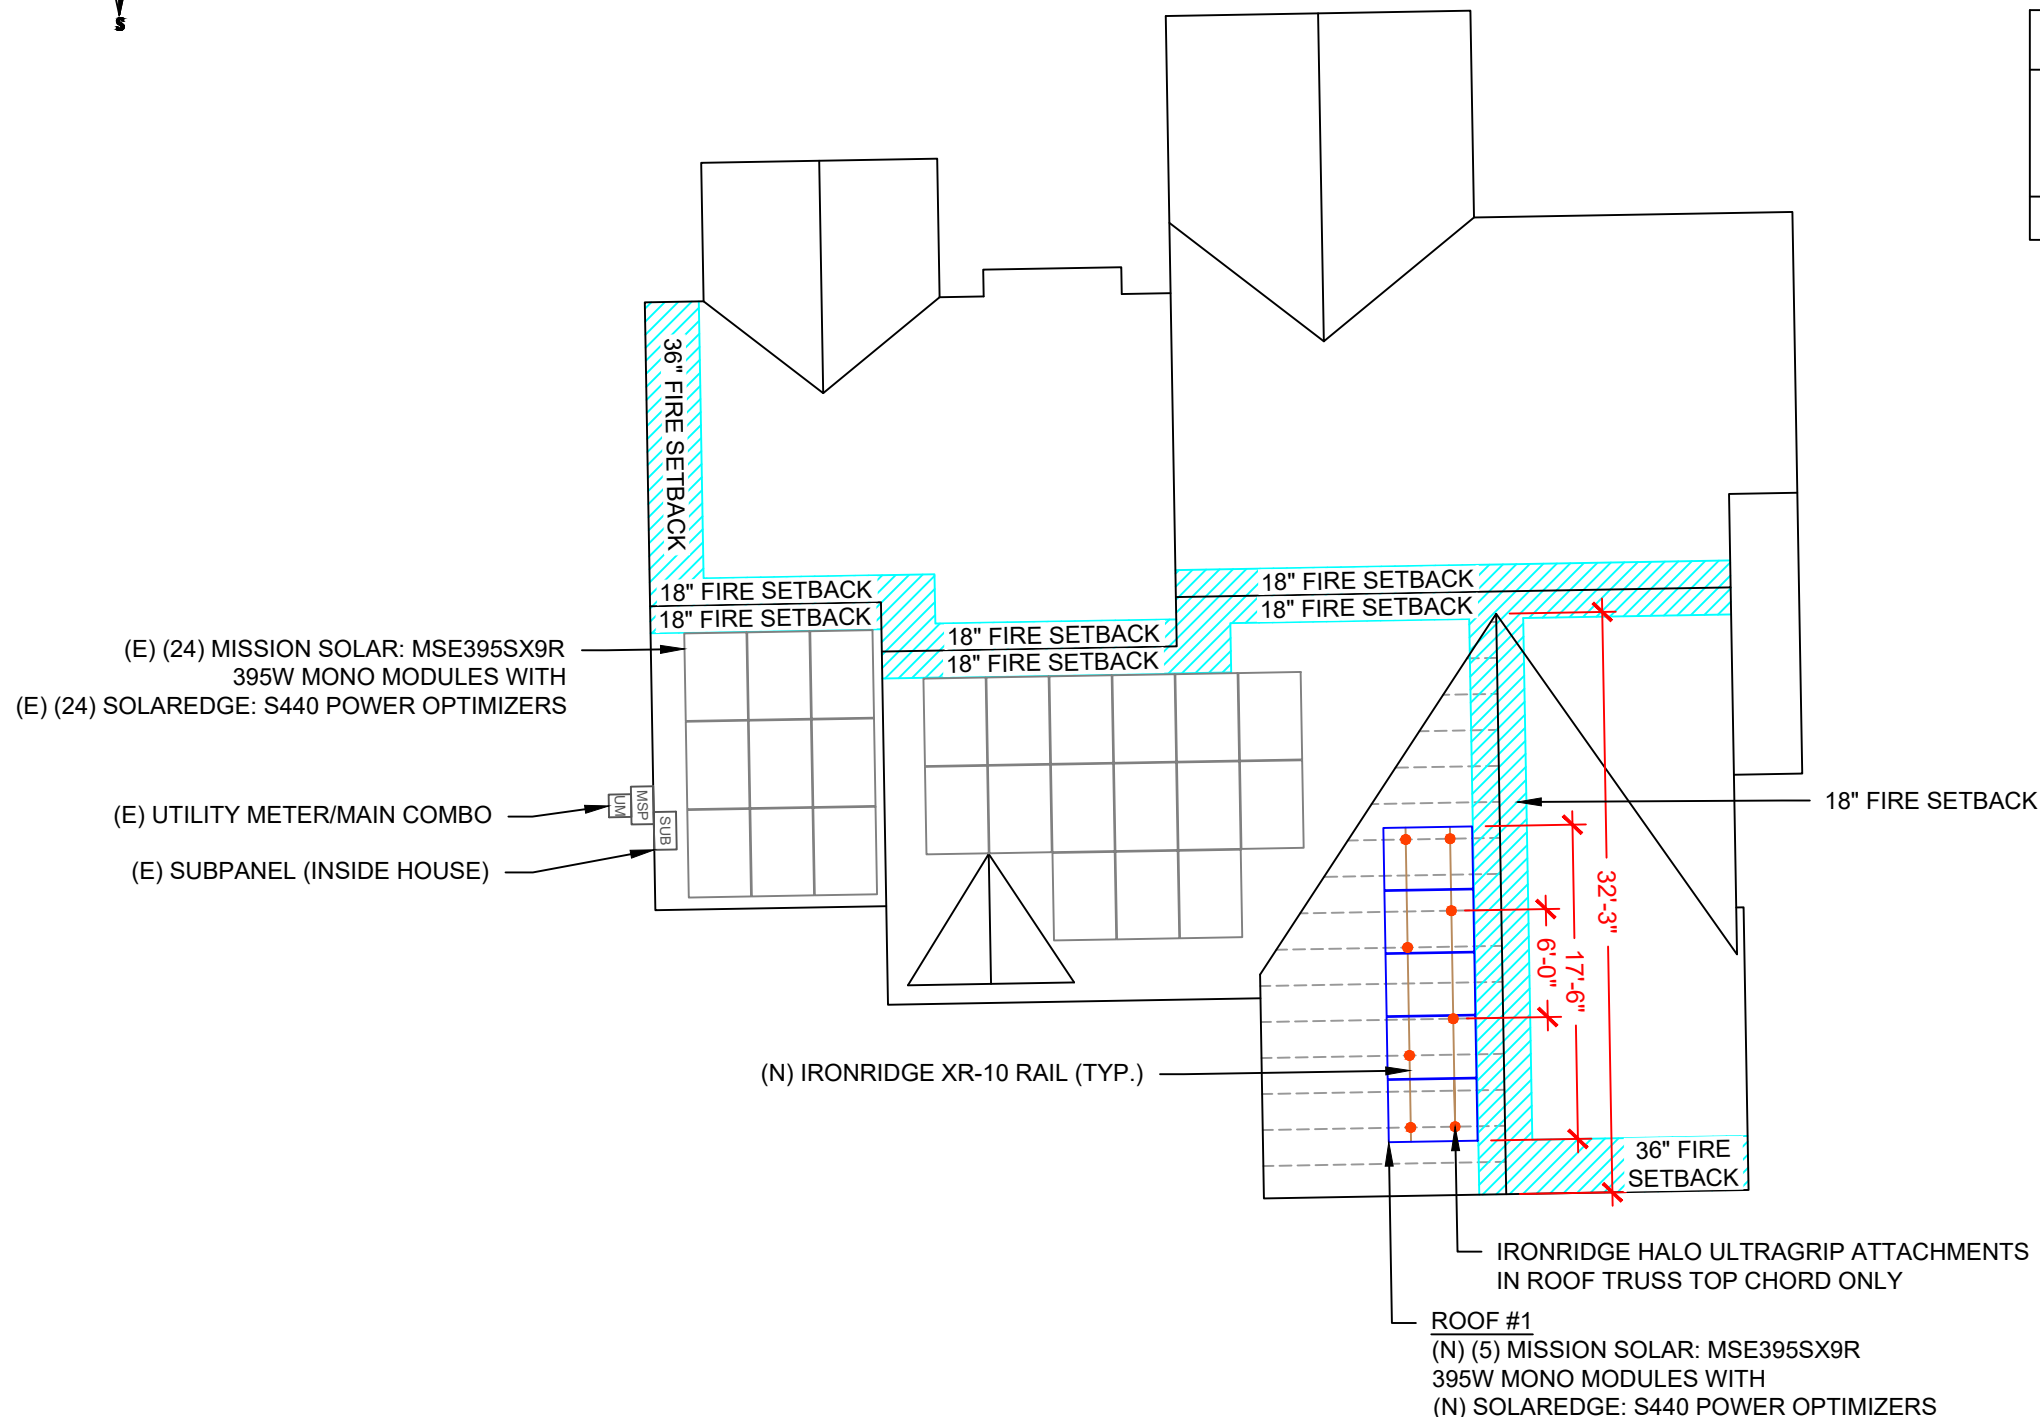 S
36" FIRE SETBACK
18" FIRE SETBACK
18" FIRE SETBACK
18" FIRE SETBACK
18" FIRE SETBACK
18" FIRE SETBACK
18" FIRE SETBACK
(E) (24) MISSION SOLAR: MSE395SX9R
395W MONO MODULES WITH
(E) (24) SOLAREDGE: S440 POWER OPTIMIZERS
(E) UTILITY METER/MAIN COMBO
UM
MSP
SUB
(E) SUBPANEL (INSIDE HOUSE)
18" FIRE SETBACK
32'-3"
17'-6"
6'-0"
(N) IRONRIDGE XR-10 RAIL (TYP.)
36" FIRE
SETBACK
IRONRIDGE HALO ULTRAGRIP ATTACHMENTS
IN ROOF TRUSS TOP CHORD ONLY
ROOF #1
(N) (5) MISSION SOLAR: MSE395SX9R
395W MONO MODULES WITH
(N) SOLAREDGE: S440 POWER OPTIMIZERS